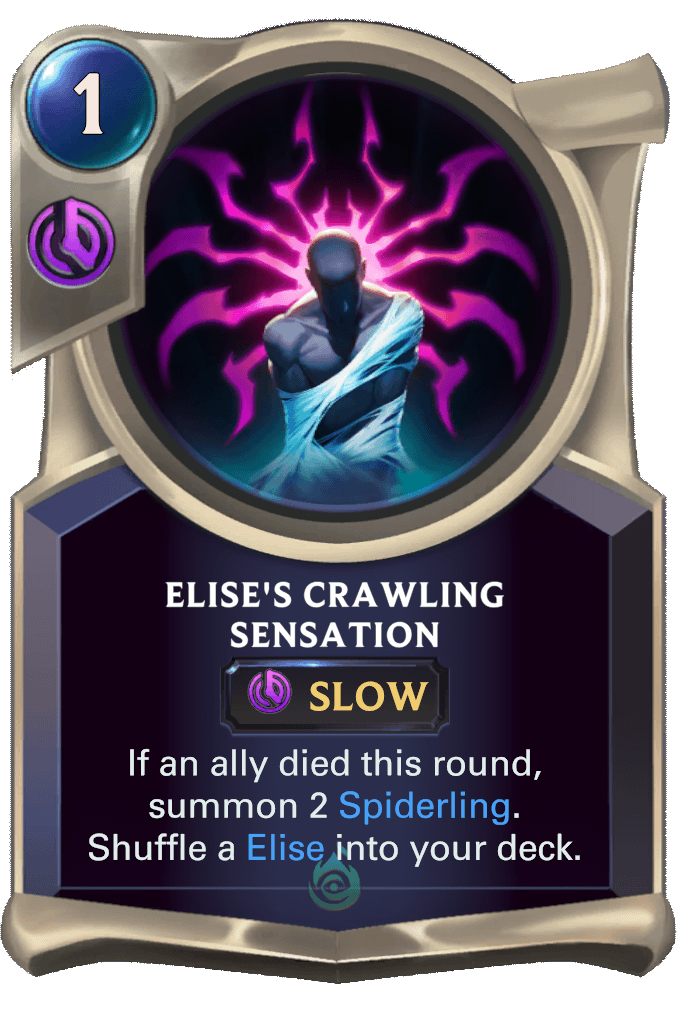 1
ELISE'S CRAWLING
SENSATION
SLOW
If an ally died this round,
summon 2 Spiderling.
Shuffle a Elise into your deck.